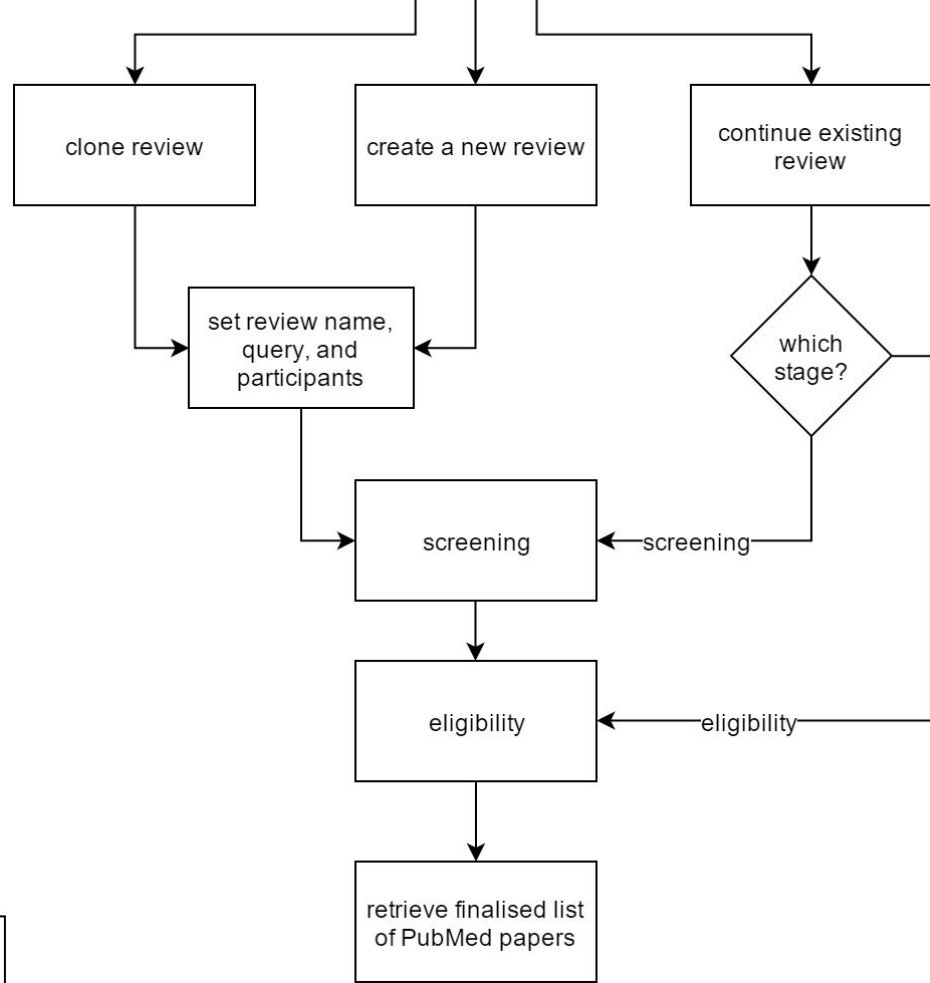 clone review
create a new review
continue existing
review
set review name,
query, and
participants
which
stage?
screening
screening
eligibility
eligibility
retrieve finalised list
of PubMed papers